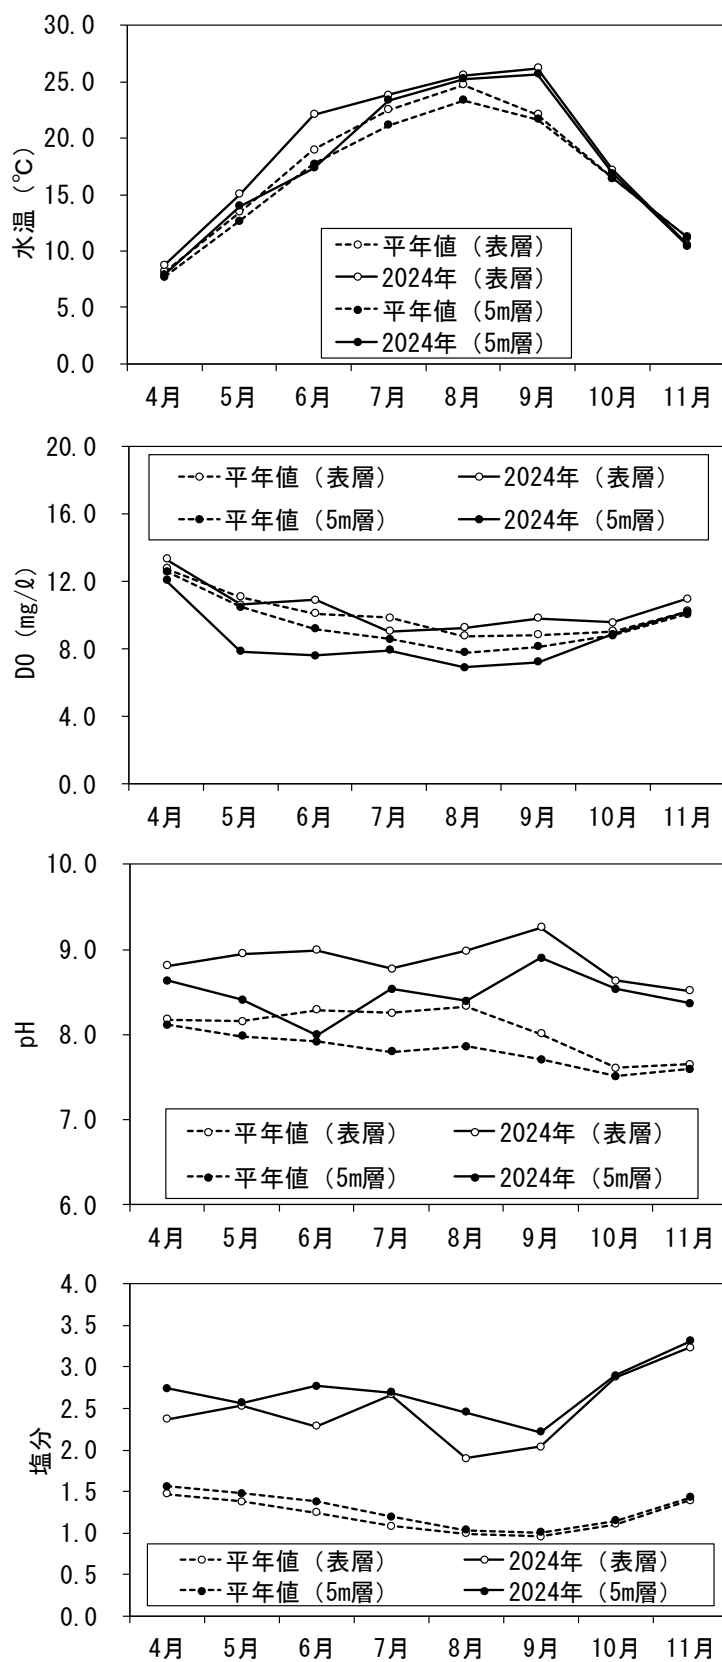 30.0
25.0
20.0
15.0
10.0
5.0
0.0
水温（℃）
平年値（表層）
2024年（表層）
平年値（5m層）
2024年（5m層）
4月 5月 6月 7月 8月 9月 10月 11月
20.0
16.0
12.0
8.0
4.0
0.0
DO（mg/ℓ）
平年値（表層） 2024年（表層）
平年値（5m層） 2024年（5m層）
4月 5月 6月 7月 8月 9月 10月 11月
10.0
9.0
8.0
7.0
6.0
pH
平年値（表層） 2024年（表層）
平年値（5m層） 2024年（5m層）
4月 5月 6月 7月 8月 9月 10月 11月
4.0
3.5
3.0
2.5
2.0
1.5
1.0
0.5
0.0
塩分
平年値（表層） 2024年（表層）
平年値（5m層） 2024年（5m層）
4月 5月 6月 7月 8月 9月 10月 11月